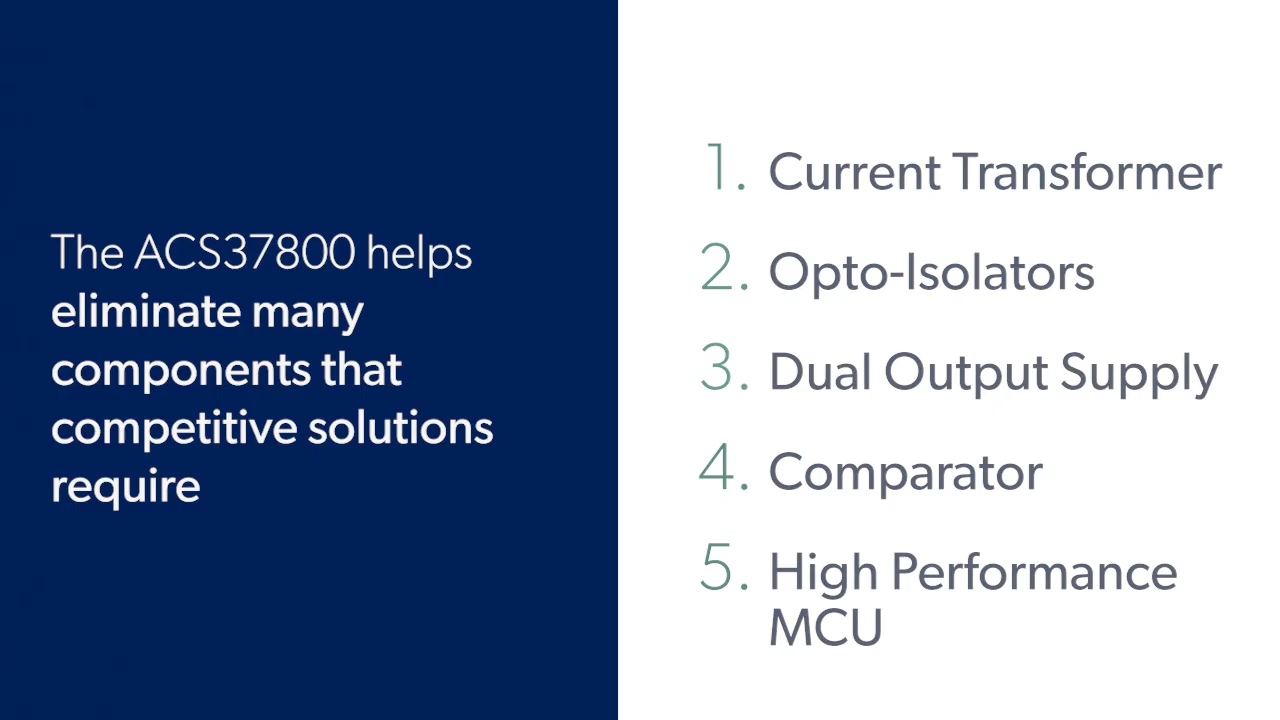 The ACS37800 helps
eliminate many
components that
competitive solutions
require
1. Current Transformer
2. Opto-Isolators
3. Dual Output Supply
4. Comparator
5. High Performance
MCU